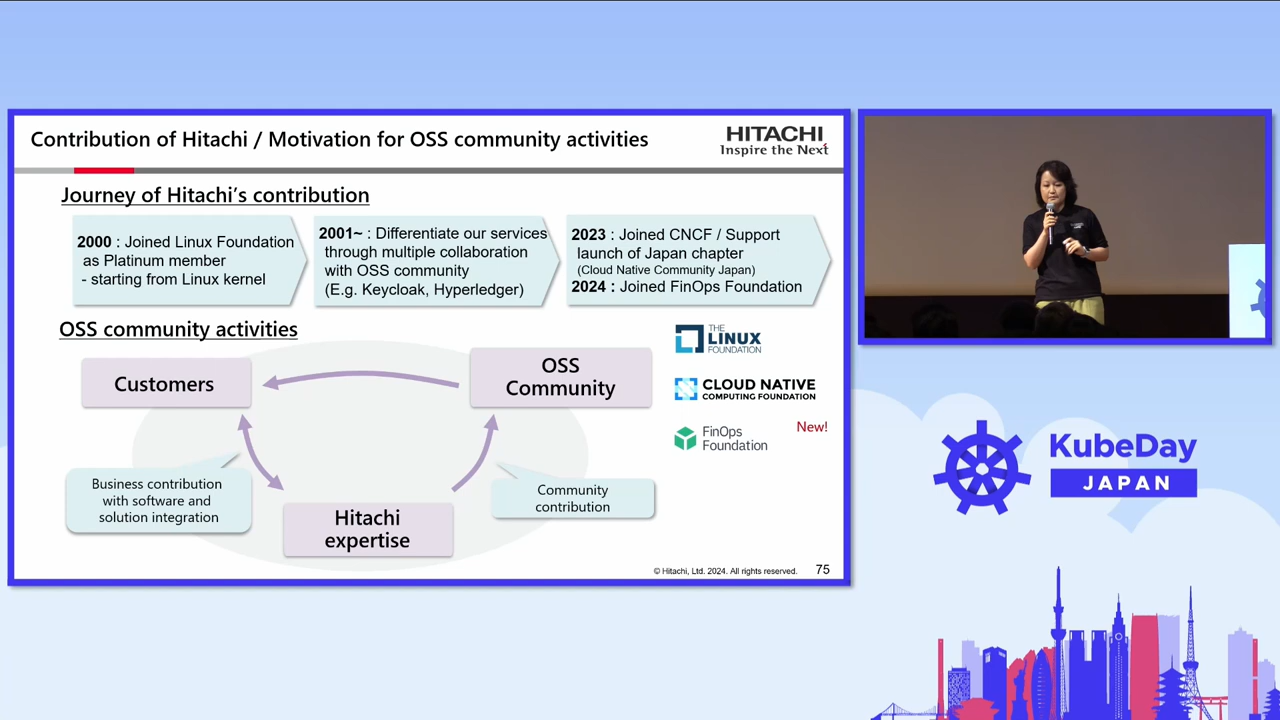 Contribution of Hitachi / Motivation for OSS community activities
HITACHI
Inspire the Next
Journey of Hitachi's contribution
2000 : Joined Linux Foundation
as Platinum member
- starting from Linux kernel
2001~ : Differentiate our services
through multiple collaboration
with OSS community
(E.g. Keycloak, Hyperledger)
2023 : Joined CNCF / Support
launch of Japan chapter
(Cloud Native Community Japan)
2024 : Joined FinOps Foundation
OSS community activities
THE
LINUX
FOUNDATION
CLOUD NATIVE
COMPUTING FOUNDATION
New!
FinOps
Foundation
Customers
OSS
Community
Business contribution
with software and
solution integration
Community
contribution
Hitachi
expertise
© Hitachi, Ltd. 2024. All rights reserved.
75
KubeDay
JAPAN